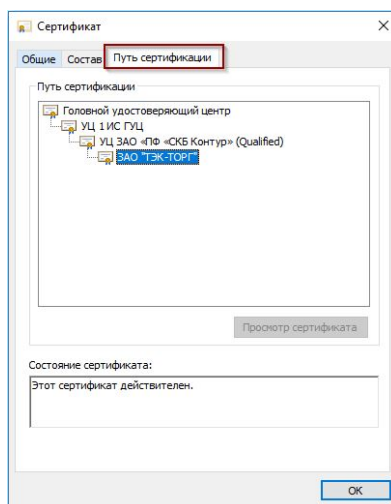 Сертификат
Общие Состав Путь сертификации
Путь сертификации
Головной удостоверяющий центр
УЦ 1 ИС ГУЦ
УЦ ЗАО «ПФ «СКБ Контур» (Qualified)
ЗАО "ТЭК-ТОРГ"
Просмотр сертификата
Состояние сертификата:
Этот сертификат действителен.
ОК